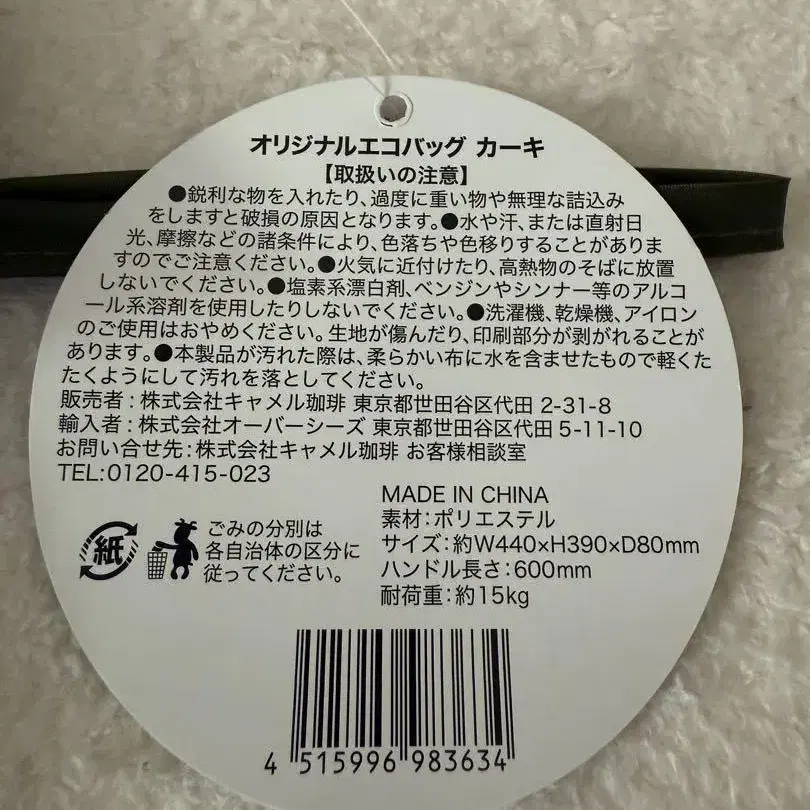 オリジナルエコバッグ カーキ
【取扱いの注意】
●鋭利な物を入れたり、過度に重い物や無理な詰込み
をしますと破損の原因となります。●水や汗、または直射日
光、摩擦などの諸条件により、色落ちや色移りすることがありま
すのでご注意ください。●火気に近付けたり、高熱物のそばに放置
しないでください。●塩素系漂白剤、ベンジンやシンナー等のアルコ
ール系溶剤を使用したりしないでください。●洗濯機、乾燥機、アイロン
のご使用はおやめください。生地が傷んだり、印刷部分が剥がれることが
あります。●本製品が汚れた際は、柔らかい布に水を含ませたもので軽くた
たくようにして汚れを落としてください。
販売者：株式会社キャメル珈琲 東京都世田谷区代田 2-31-8
輸入者：株式会社オーバーシーズ 東京都世田谷区代田 5-11-10
お問い合せ先：株式会社キャメル珈琲 お客様相談室
TEL:0120-415-023
MADE IN CHINA
素材：ポリエステル
サイズ：約W440×H390×D80mm
ハンドル長さ：600mm
耐荷重：約15kg
紙
ごみの分別は
各自治体の区分に
従ってください。
4 515996 983634